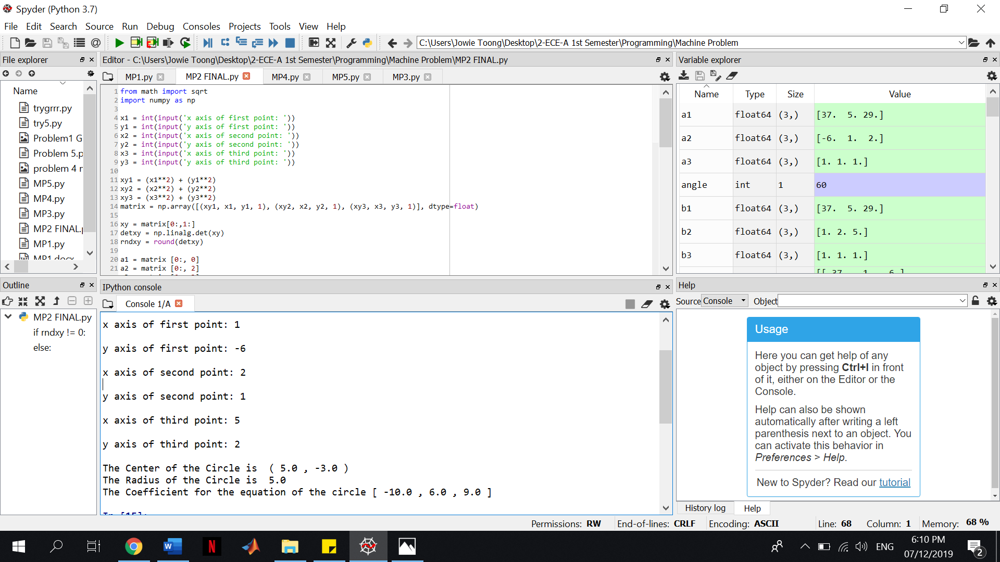 Spyder (Python 3.7)
File Edit Search Source Run Debug Consoles Projects Tools View Help
C:\Users\Jowie Toong\Desktop\2-ECE-A 1st Semester\Programming\Machine Problem
File explorer
Name
trygrrr.py
try5.py
Problem1 G
Problem 5.p
problem 4 r
MP5.py
MP4.py
MP3.py
MP2 FINAL.p
MP1.py
MP1.docx
Editor - C:\Users\Jowie Toong\Desktop\2-ECE-A 1st Semester\Programming\Machine Problem\MP2 FINAL.py
MP1.py MP2 FINAL.py MP4.py MP5.py MP3.py
1 from math import sqrt
2 import numpy as np
3
4 x1 = int(input('x axis of first point: '))
5 y1 = int(input('y axis of first point: '))
6 x2 = int(input('x axis of second point: '))
7 y2 = int(input('y axis of second point: '))
8 x3 = int(input('x axis of third point: '))
9 y3 = int(input('y axis of third point: '))
10
11 xy1 = (x1**2) + (y1**2)
12 xy2 = (x2**2) + (y2**2)
13 xy3 = (x3**2) + (y3**2)
14 matrix = np.array([(xy1, x1, y1, 1), (xy2, x2, y2, 1), (xy3, x3, y3, 1)], dtype=float)
15
16 xy = matrix[0:,1:]
17 detxy = np.linalg.det(xy)
18 rndxy = round(detxy)
19
20 a1 = matrix [0:, 0]
21 a2 = matrix [0:, 2]
Variable explorer
Name Type Size Value
a1 float64 (3,) [37. 5. 29.]
a2 float64 (3,) [-6. 1. 2.]
a3 float64 (3,) [1. 1. 1.]
angle int 1 60
b1 float64 (3,) [37. 5. 29.]
b2 float64 (3,) [1. 2. 5.]
b3 float64 (3,) [1. 1. 1.]
Outline
MP2 FINAL.py
if rndxy != 0:
else:
IPython console
Console 1/A
x axis of first point: 1
y axis of first point: -6
x axis of second point: 2
y axis of second point: 1
x axis of third point: 5
y axis of third point: 2
The Center of the Circle is ( 5.0 , -3.0 )
The Radius of the Circle is 5.0
The Coefficient for the equation of the circle [ -10.0 , 6.0 , 9.0 ]
In [15]:
Help
Source Console Object
Usage
Here you can get help of any
object by pressing Ctrl+I in front
of it, either on the Editor or the
Console.
Help can also be shown
automatically after writing a left
parenthesis next to an object. You
can activate this behavior in
Preferences > Help.
New to Spyder? Read our tutorial
History log Help
Permissions: RW End-of-lines: CRLF Encoding: ASCII Line: 68 Column: 1 Memory: 68 %
ENG
6:10 PM
07/12/2019
2